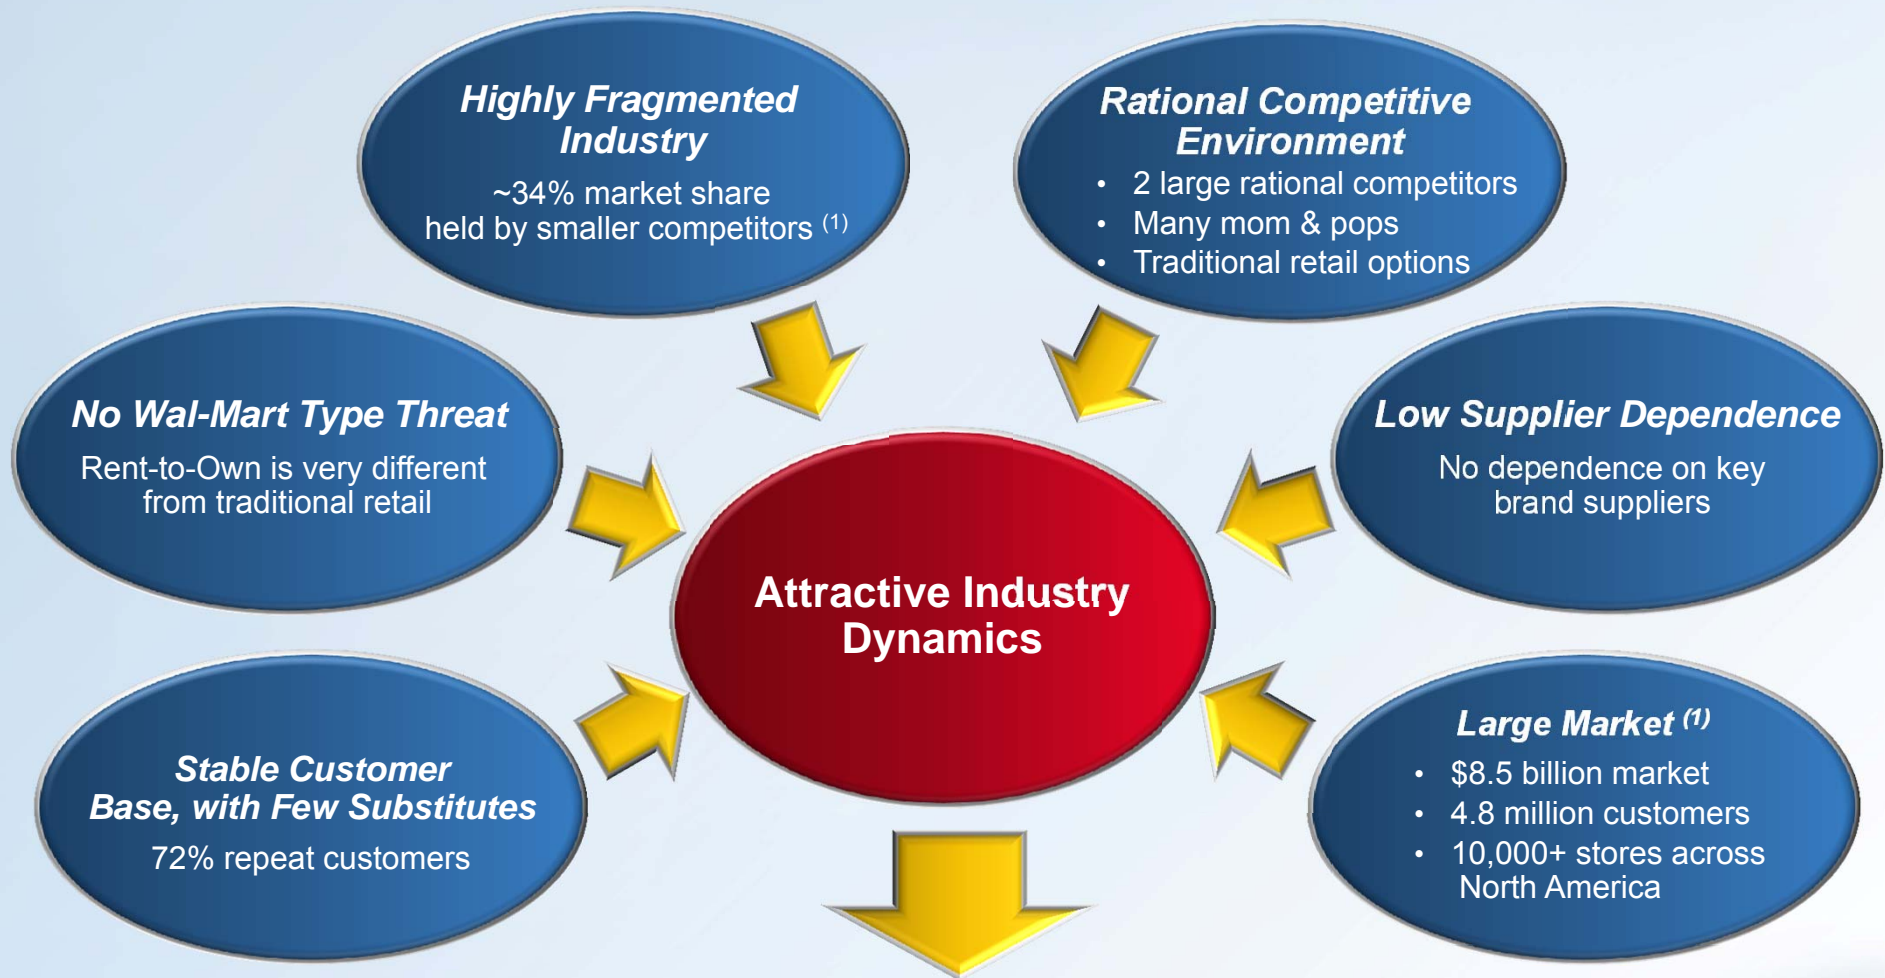 Highly Fragmented
Industry
~34% market share
held by smaller competitors (1)
Rational Competitive
Environment
• 2 large rational competitors
• Many mom & pops
• Traditional retail options
No Wal-Mart Type Threat
Rent-to-Own is very different
from traditional retail
Low Supplier Dependence
No dependence on key
brand suppliers
Attractive Industry
Dynamics
Stable Customer
Base, with Few Substitutes
72% repeat customers
Large Market (1)
• $8.5 billion market
• 4.8 million customers
• 10,000+ stores across
North America